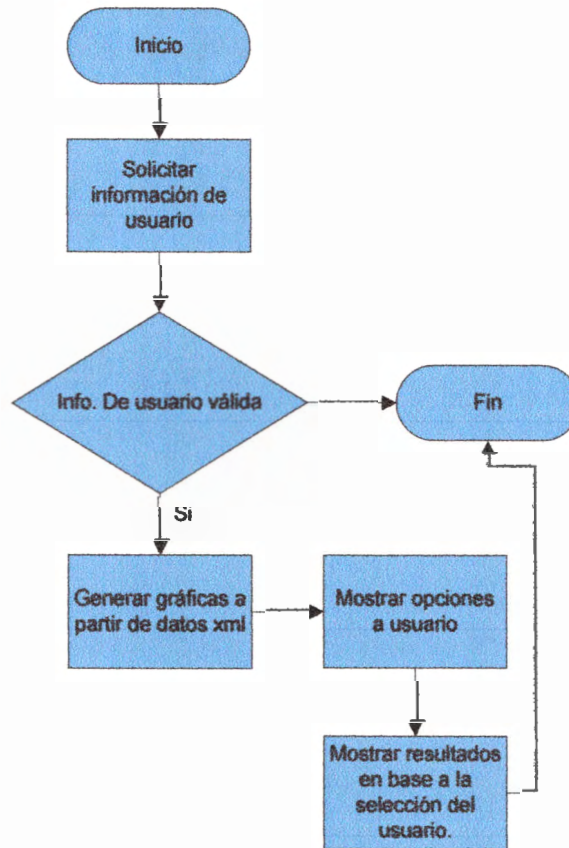 Inicio
Solicitar
información de
usuario
Info. De usuario válida
Fin
Si
Generar gráficas a
partir de datos xml
Mostrar opciones
a usuario
Mostrar resultados
en base a la
selección del
usuario.